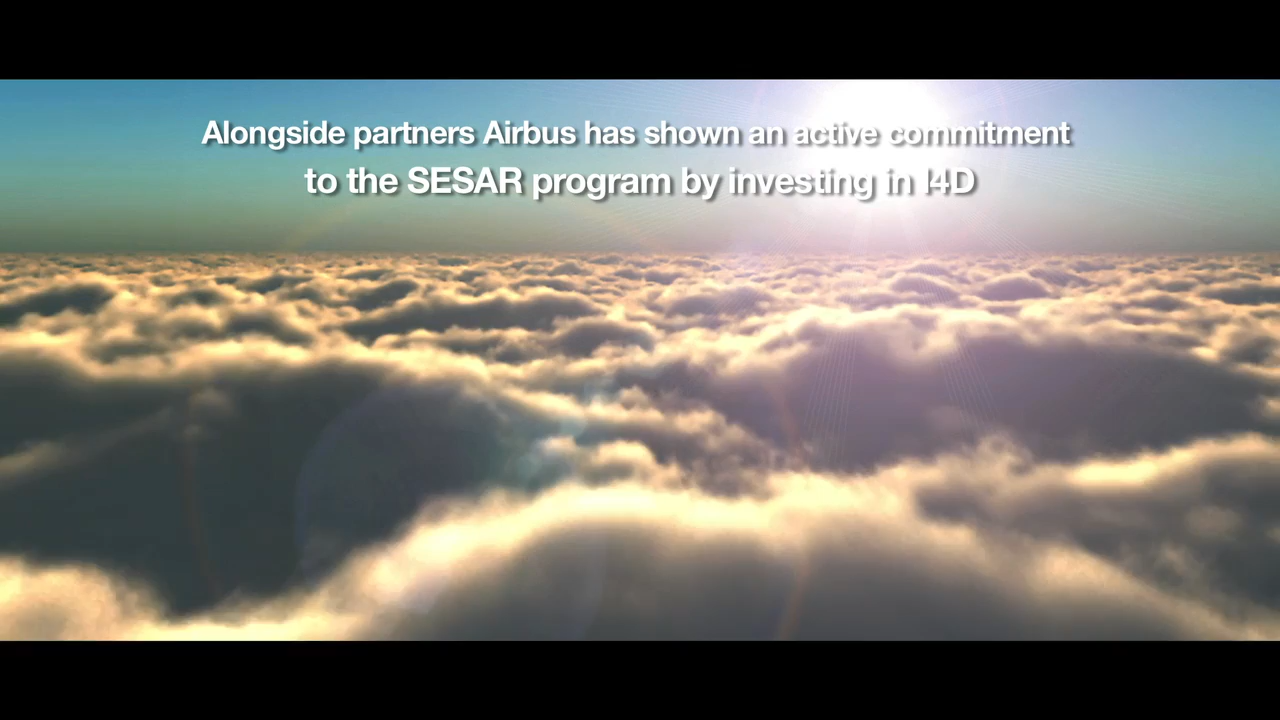 Alongside partners Airbus has shown an active commitment
to the SESAR program by investing in I4D